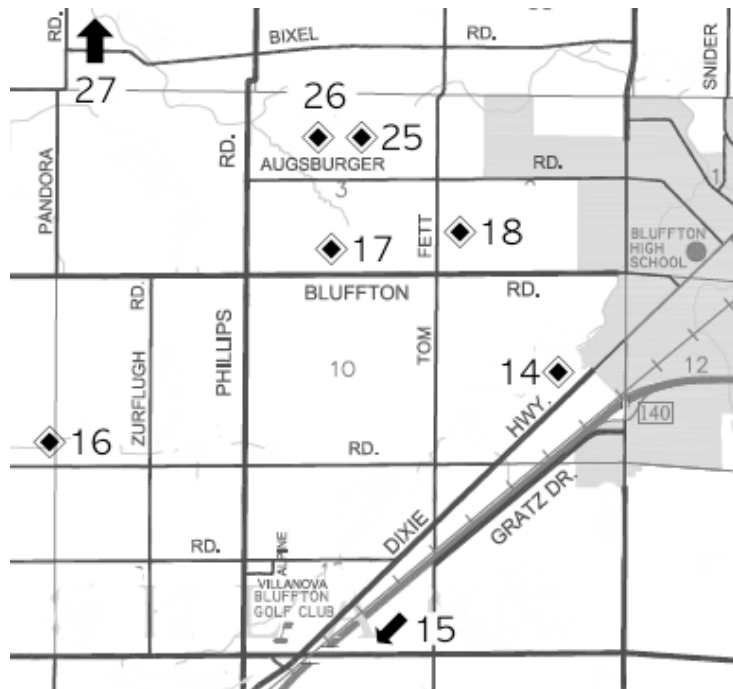 RD.
BIXEL RD.
SNIDER
27
26
25
RD.
AUGSBURGER RD.
PANDORA
3
1
FETT
18
17
BLUFFTON
HIGH
SCHOOL
BLUFFTON RD.
RD.
ZURFLUGH
PHILLIPS
TOM
10
14
12
HWY.
140
16
RD.
GRATZ DR.
DIXIE
RD.
ALPINE
VILLANOVA
BLUFFTON
GOLF CLUB
15